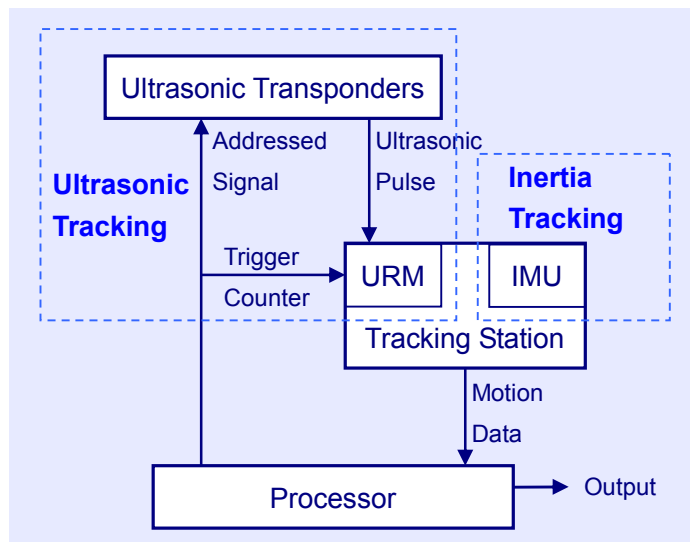 Ultrasonic Transponders
Addressed
Signal
Ultrasonic
Pulse
Ultrasonic
Tracking
Inertia
Tracking
Trigger
Counter
URM
IMU
Tracking Station
Motion
Data
Processor
Output